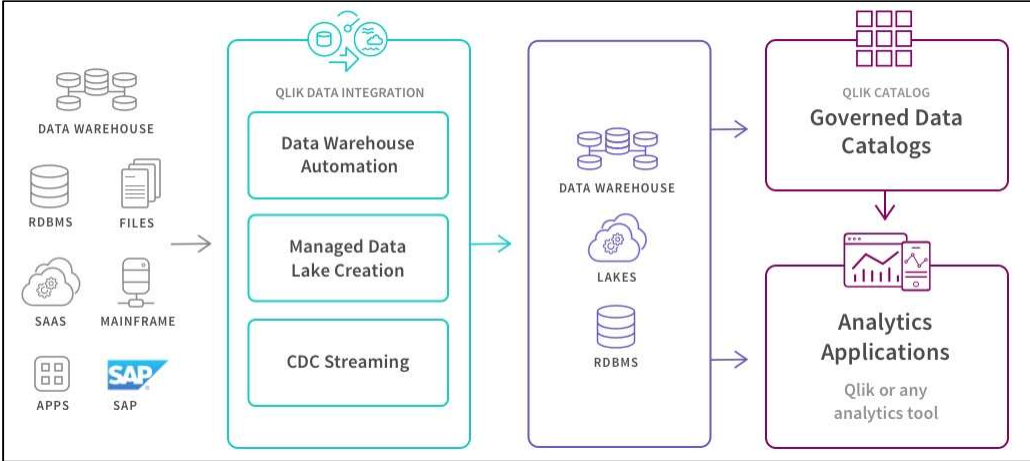 DATA WAREHOUSE
RDBMS
FILES
SAAS
MAINFRAME
APPS
SAP
SAP
QLIK DATA INTEGRATION
Data Warehouse
Automation
Managed Data
Lake Creation
CDC Streaming
DATA WAREHOUSE
LAKES
RDBMS
QLIK CATALOG
Governed Data
Catalogs
Analytics
Applications
Qlik or any
analytics tool